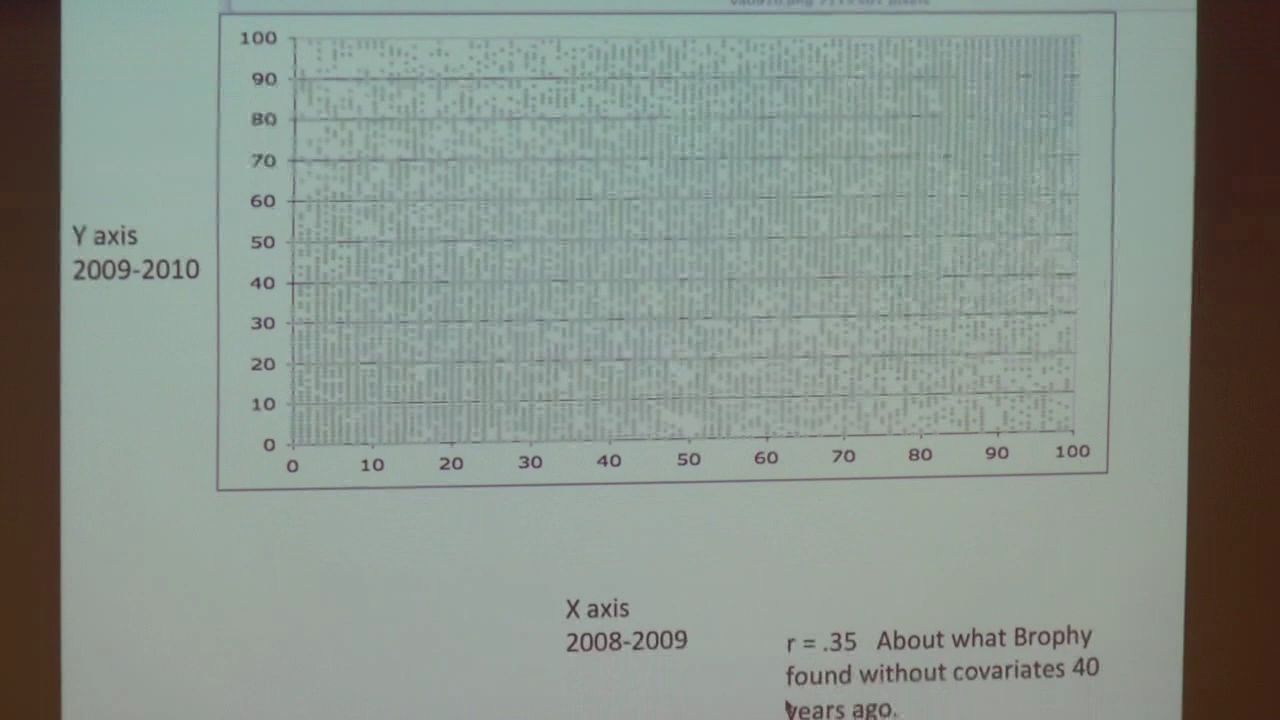 100
90
80
70
60
50
40
30
20
10
0
0 10 20 30 40 50 60 70 80 90 100
Y axis
2009-2010
X axis
2008-2009
r = .35 About what Brophy
found without covariates 40
years ago.